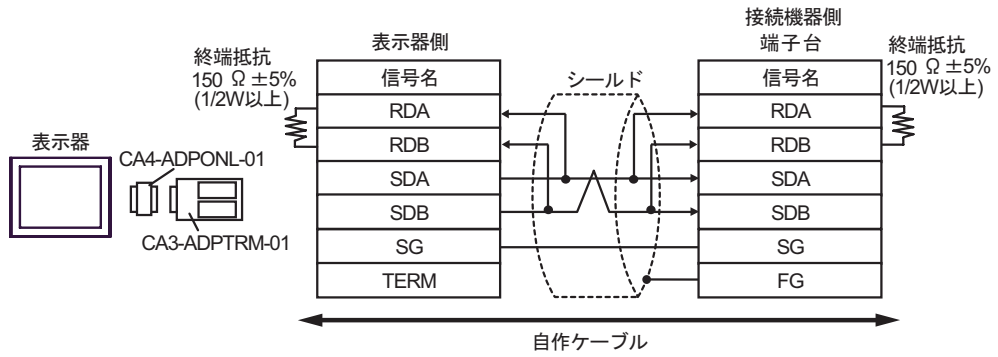 接続機器側
表示器側
端子台
終端抵抗
150 Ω ±5%
(1/2W以上)
終端抵抗
150 Ω ±5%
(1/2W以上)
信号名
シールド
信号名
RDA
RDA
RDB
RDB
表示器
CA4-ADPONL-01
SDA
SDA
SDB
SDB
CA3-ADPTRM-01
SG
SG
TERM
FG
自作ケーブル